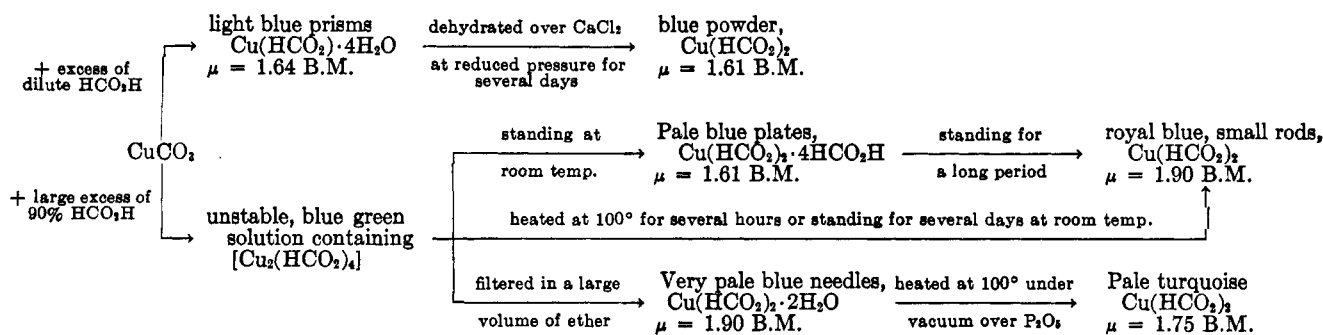 light blue prisms
Cu(HCO₂)·4H₂O
μ = 1.64 B.M.
dehydrated over CaCl₂
at reduced pressure for
several days
blue powder,
Cu(HCO₂)₂
μ = 1.61 B.M.
+ excess of
dilute HCO₂H
CuCO₂
+ large excess of
90% HCO₂H
standing at
room temp.
Pale blue plates,
Cu(HCO₂)₂·4HCO₂H
μ = 1.61 B.M.
standing for
a long period
royal blue, small rods,
Cu(HCO₂)₂
μ = 1.90 B.M.
unstable, blue green
solution containing
[Cu₂(HCO₂)₄]
heated at 100° for several hours or standing for several days at room temp.
filtered in a large
volume of ether
Very pale blue needles,
Cu(HCO₂)₂·2H₂O
μ = 1.90 B.M.
heated at 100° under
vacuum over P₂O₅
Pale turquoise
Cu(HCO₂)₂
μ = 1.75 B.M.